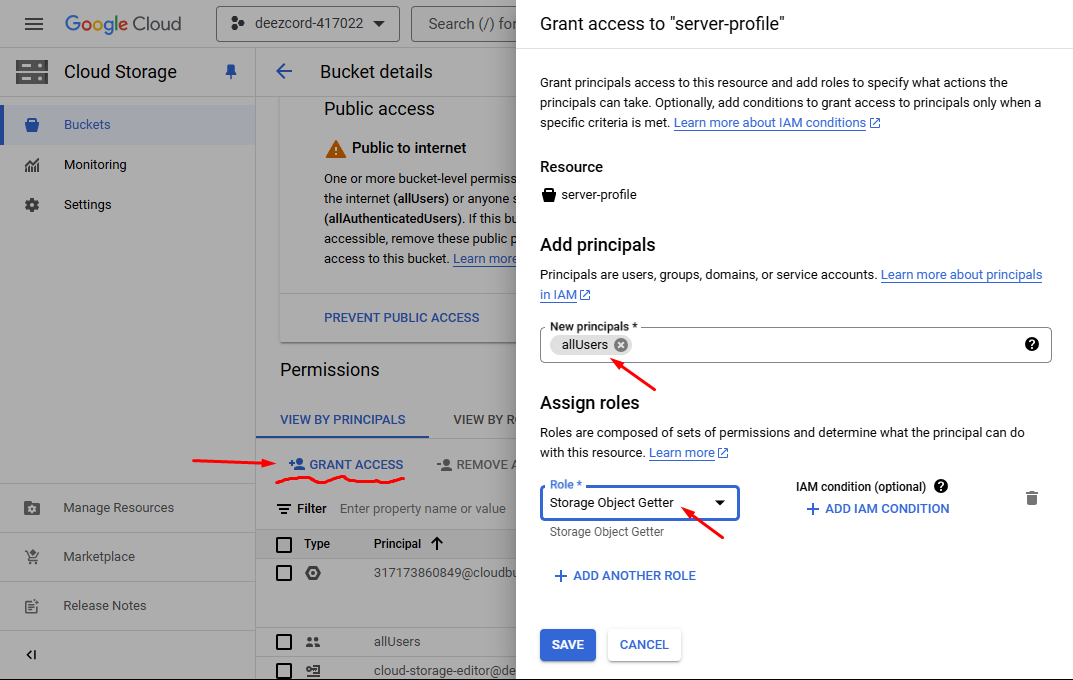 Google Cloud
deezcord-417022
Search (/) for
Cloud Storage
Buckets
Monitoring
Settings
Manage Resources
Marketplace
Release Notes
Bucket details
Public access
Public to internet
One or more bucket-level permiss
the internet (allUsers) or anyone s
(allAuthenticatedUsers). If this bu
accessible, remove these public p
access to this bucket. Learn more
PREVENT PUBLIC ACCESS
Permissions
VIEW BY PRINCIPALS
VIEW BY R
GRANT ACCESS
REMOVE A
Filter
Enter property name or value
Type
Principal
317173860849@cloudbu
allUsers
cloud-storage-editor@de
Grant access to "server-profile"
Grant principals access to this resource and add roles to specify what actions the
principals can take. Optionally, add conditions to grant access to principals only when a
specific criteria is met. Learn more about IAM conditions
Resource
server-profile
Add principals
Principals are users, groups, domains, or service accounts. Learn more about principals
in IAM
New principals *
allUsers
Assign roles
Roles are composed of sets of permissions and determine what the principal can do
with this resource. Learn more
Role *
Storage Object Getter
Storage Object Getter
IAM condition (optional)
ADD IAM CONDITION
ADD ANOTHER ROLE
SAVE
CANCEL